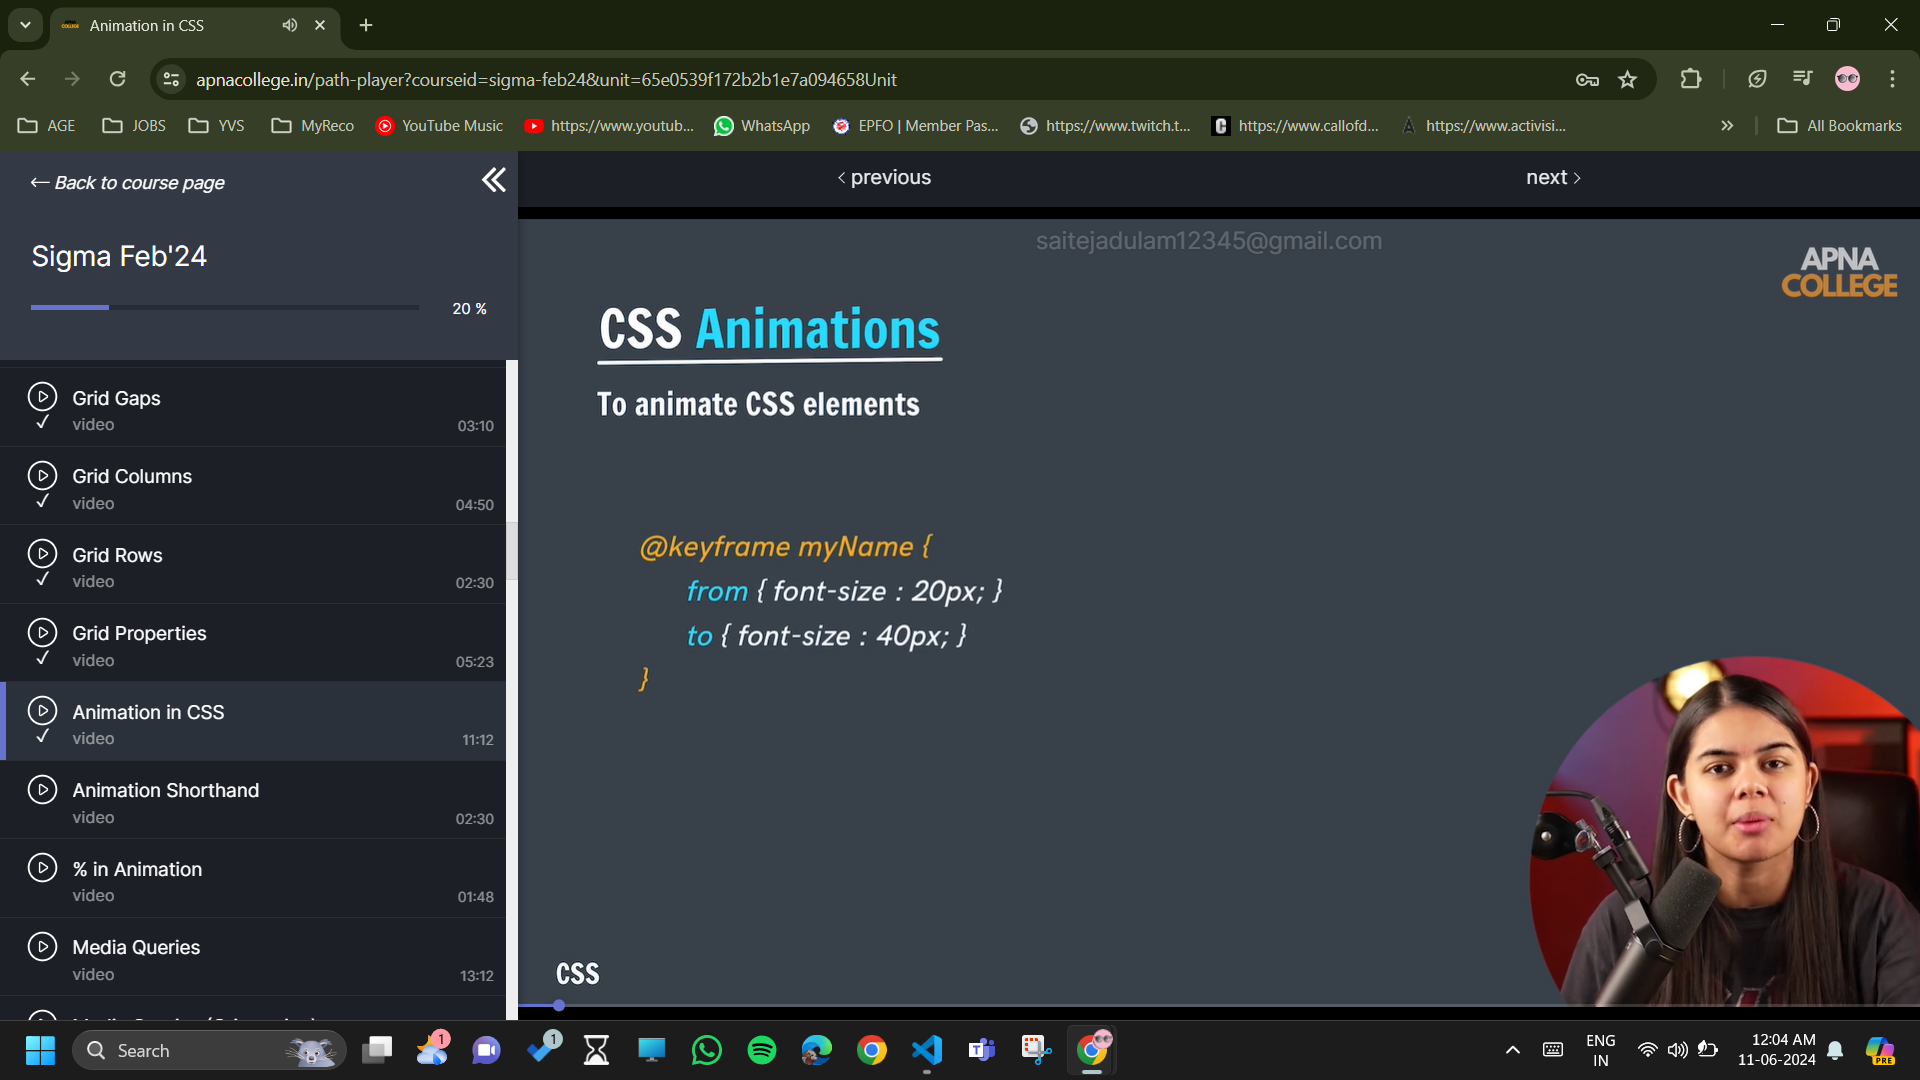 Animation in CSS
apnacollege.in/path-player?courseid=sigma-feb24&unit=65e0539f172b2b1e7a094658Unit
AGE JOBS YVS MyReco YouTube Music https://www.youtub... WhatsApp EPFO | Member Pas... https://www.twitch.t... https://www.callofd... https://www.activisi... » All Bookmarks
← Back to course page
‹ previous
next ›
Sigma Feb'24
20 %
Grid Gaps
video
03:10
Grid Columns
video
04:50
Grid Rows
video
02:30
Grid Properties
video
05:23
Animation in CSS
video
11:12
Animation Shorthand
video
02:30
% in Animation
video
01:48
Media Queries
video
13:12
saitejadulam12345@gmail.com
APNA
COLLEGE
CSS Animations
To animate CSS elements
@keyframe myName {
from { font-size : 20px; }
to { font-size : 40px; }
}
CSS
Search
1
1
ENG
IN
12:04 AM
11-06-2024
PRE